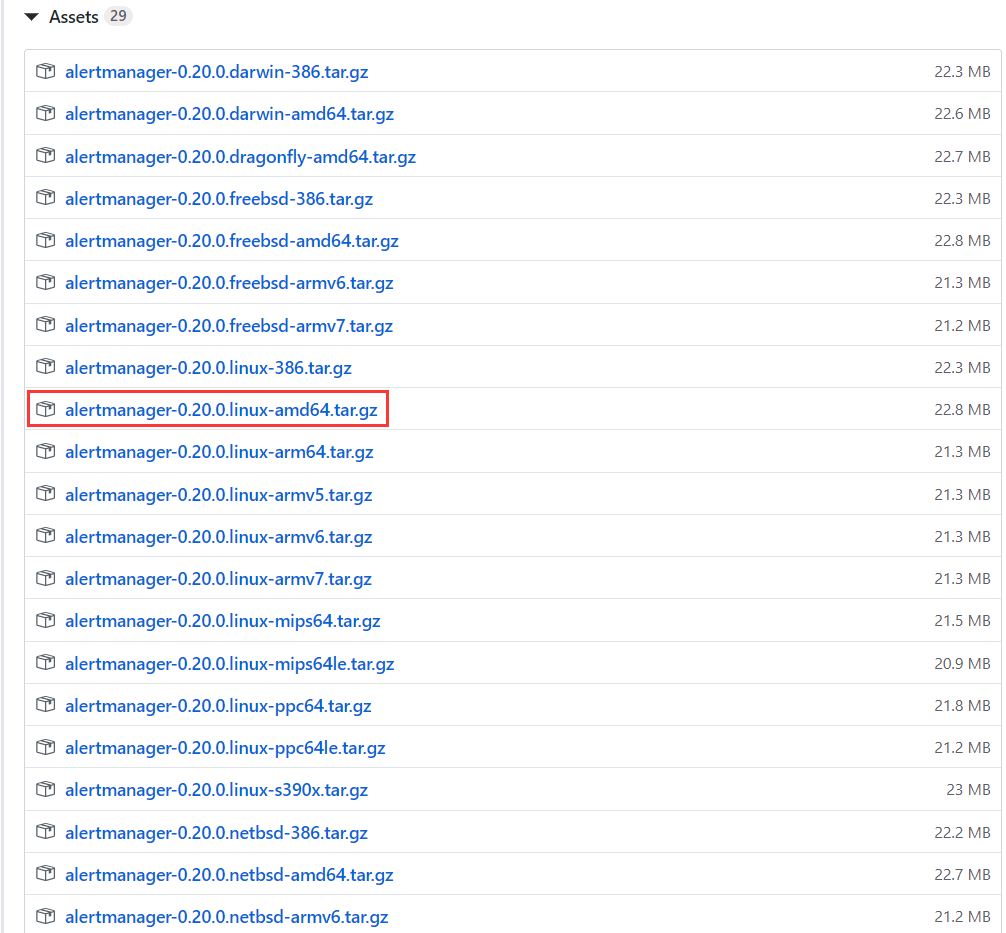 Assets 29
alertmanager-0.20.0.darwin-386.tar.gz 22.3 MB
alertmanager-0.20.0.darwin-amd64.tar.gz 22.6 MB
alertmanager-0.20.0.dragonfly-amd64.tar.gz 22.7 MB
alertmanager-0.20.0.freebsd-386.tar.gz 22.3 MB
alertmanager-0.20.0.freebsd-amd64.tar.gz 22.8 MB
alertmanager-0.20.0.freebsd-armv6.tar.gz 21.3 MB
alertmanager-0.20.0.freebsd-armv7.tar.gz 21.2 MB
alertmanager-0.20.0.linux-386.tar.gz 22.3 MB
alertmanager-0.20.0.linux-amd64.tar.gz 22.8 MB
alertmanager-0.20.0.linux-arm64.tar.gz 21.3 MB
alertmanager-0.20.0.linux-armv5.tar.gz 21.3 MB
alertmanager-0.20.0.linux-armv6.tar.gz 21.3 MB
alertmanager-0.20.0.linux-armv7.tar.gz 21.3 MB
alertmanager-0.20.0.linux-mips64.tar.gz 21.5 MB
alertmanager-0.20.0.linux-mips64le.tar.gz 20.9 MB
alertmanager-0.20.0.linux-ppc64.tar.gz 21.8 MB
alertmanager-0.20.0.linux-ppc64le.tar.gz 21.2 MB
alertmanager-0.20.0.linux-s390x.tar.gz 23 MB
alertmanager-0.20.0.netbsd-386.tar.gz 22.2 MB
alertmanager-0.20.0.netbsd-amd64.tar.gz 22.7 MB
alertmanager-0.20.0.netbsd-armv6.tar.gz 21.2 MB